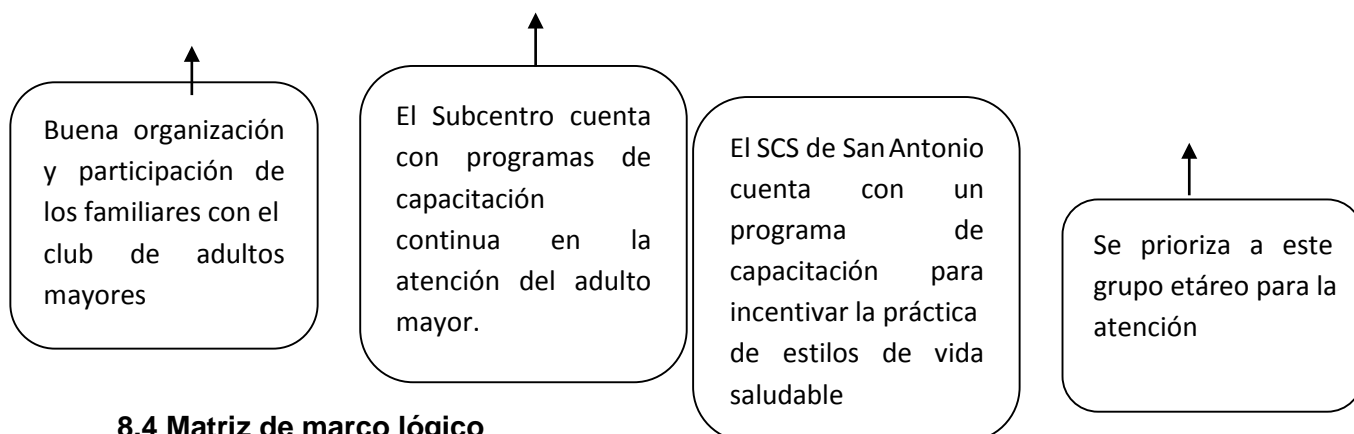 Buena organización
y participación de
los familiares con el
club de adultos
mayores
El Subcentro cuenta
con programas de
capacitación
continua en la
atención del adulto
mayor.
El SCS de San Antonio
cuenta con un
programa de
capacitación para
incentivar la práctica
de estilos de vida
saludable
Se prioriza a este
grupo etáreo para la
atención
8.4 Matriz de marco lógico